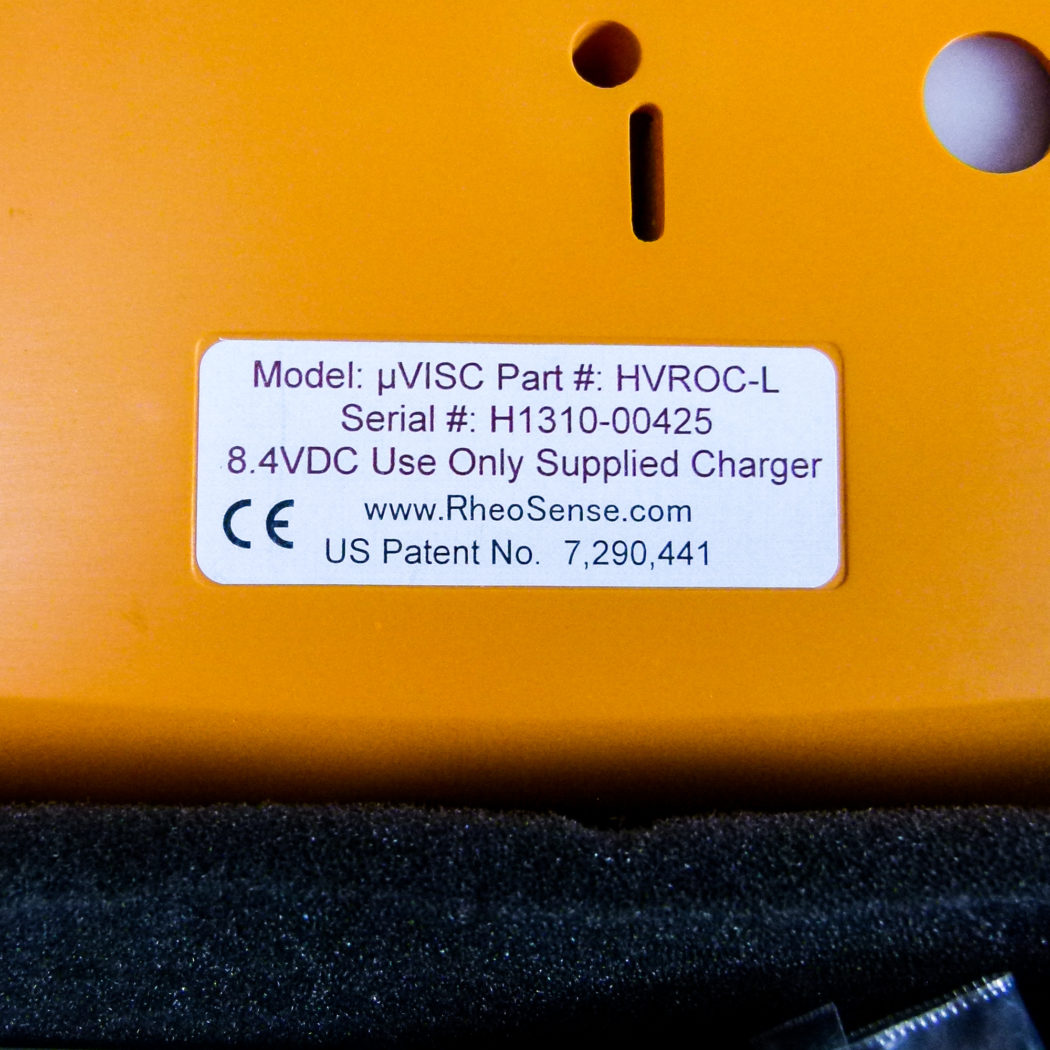 Model: µVISC Part #: HVROC-L
Serial #: H1310-00425
8.4VDC Use Only Supplied Charger
CE www.RheoSense.com
US Patent No. 7,290,441